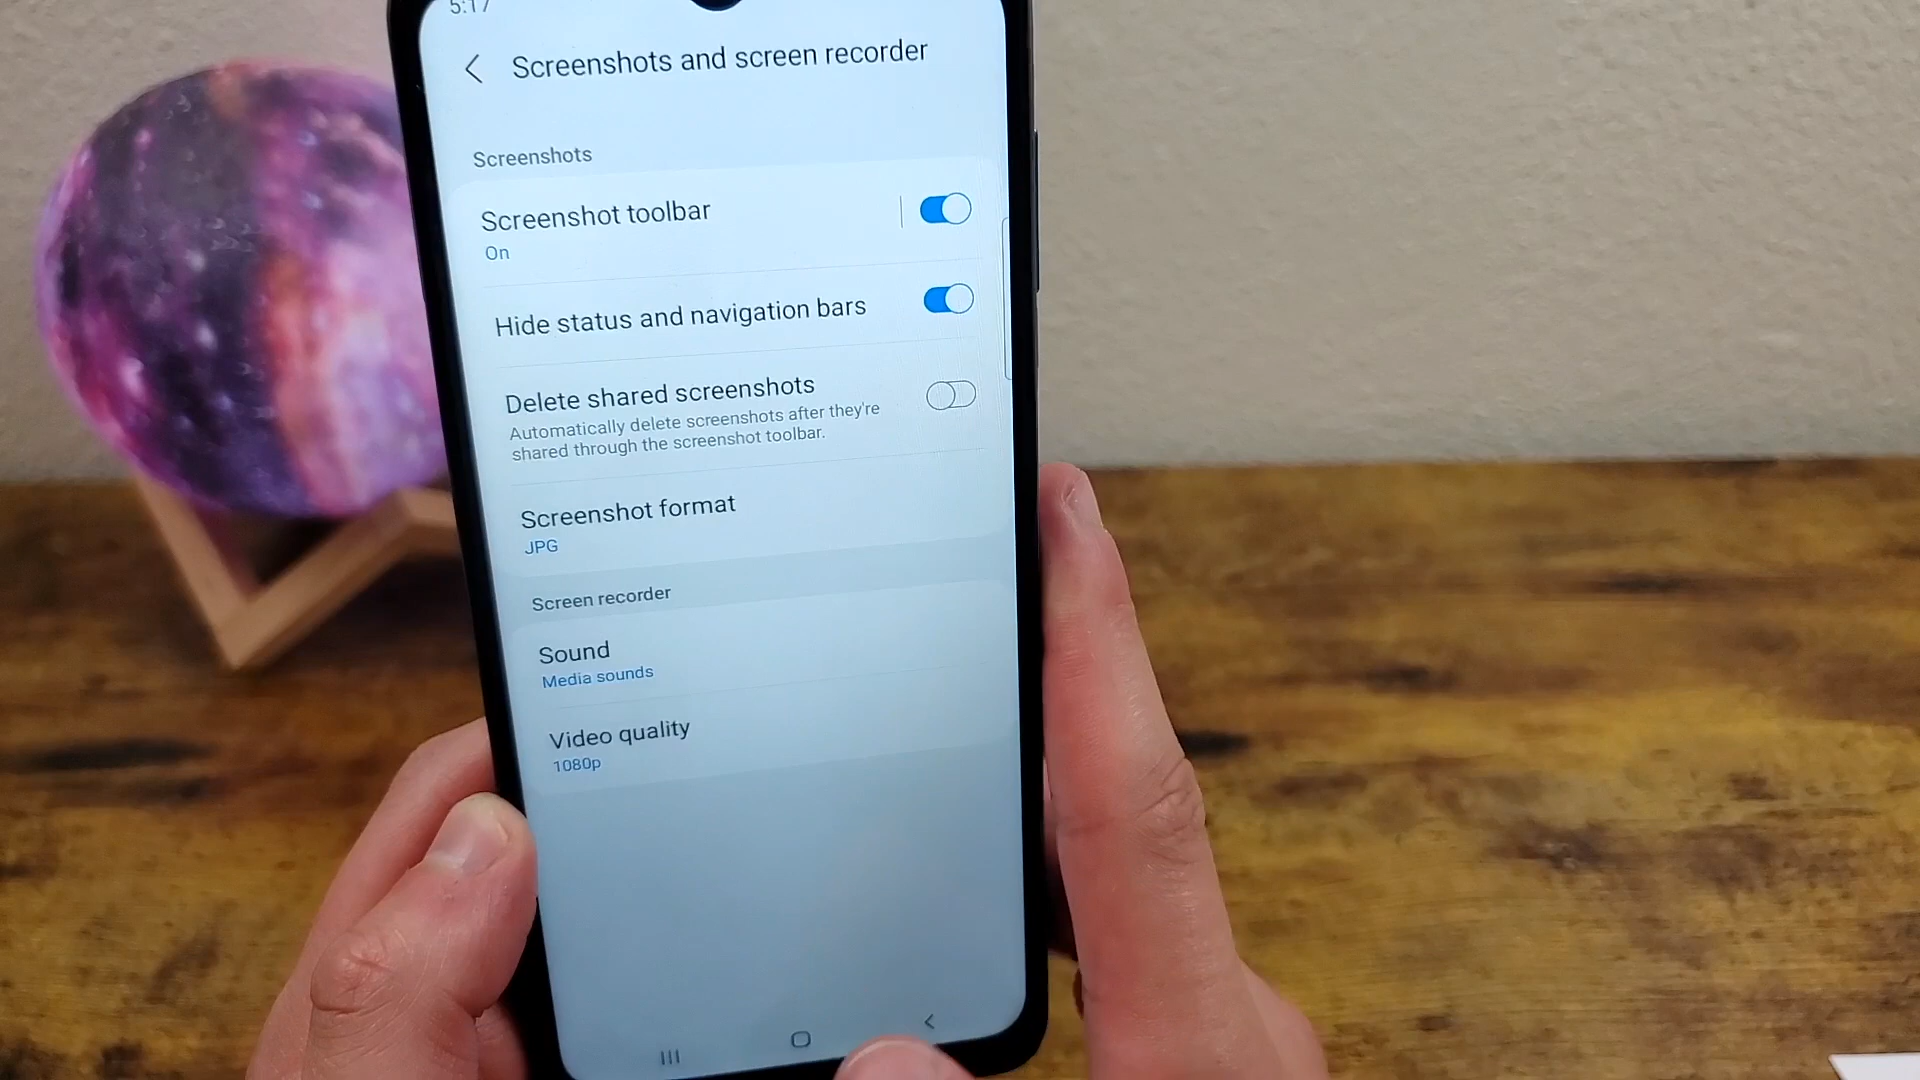 5:17
Screenshots and screen recorder
Screenshots
Screenshot toolbar
On
Hide status and navigation bars
Delete shared screenshots
Automatically delete screenshots after they're
shared through the screenshot toolbar.
Screenshot format
JPG
Screen recorder
Sound
Media sounds
Video quality
1080p